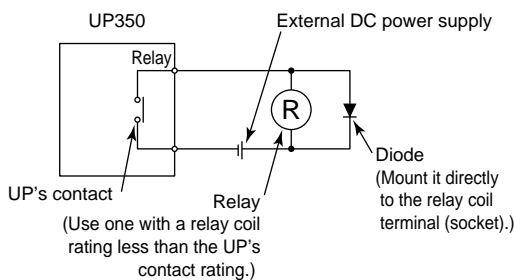 UP350
External DC power supply
Relay
R
Diode
(Mount it directly
to the relay coil
terminal (socket).)
UP's contact
Relay
(Use one with a relay coil
rating less than the UP's
contact rating.)